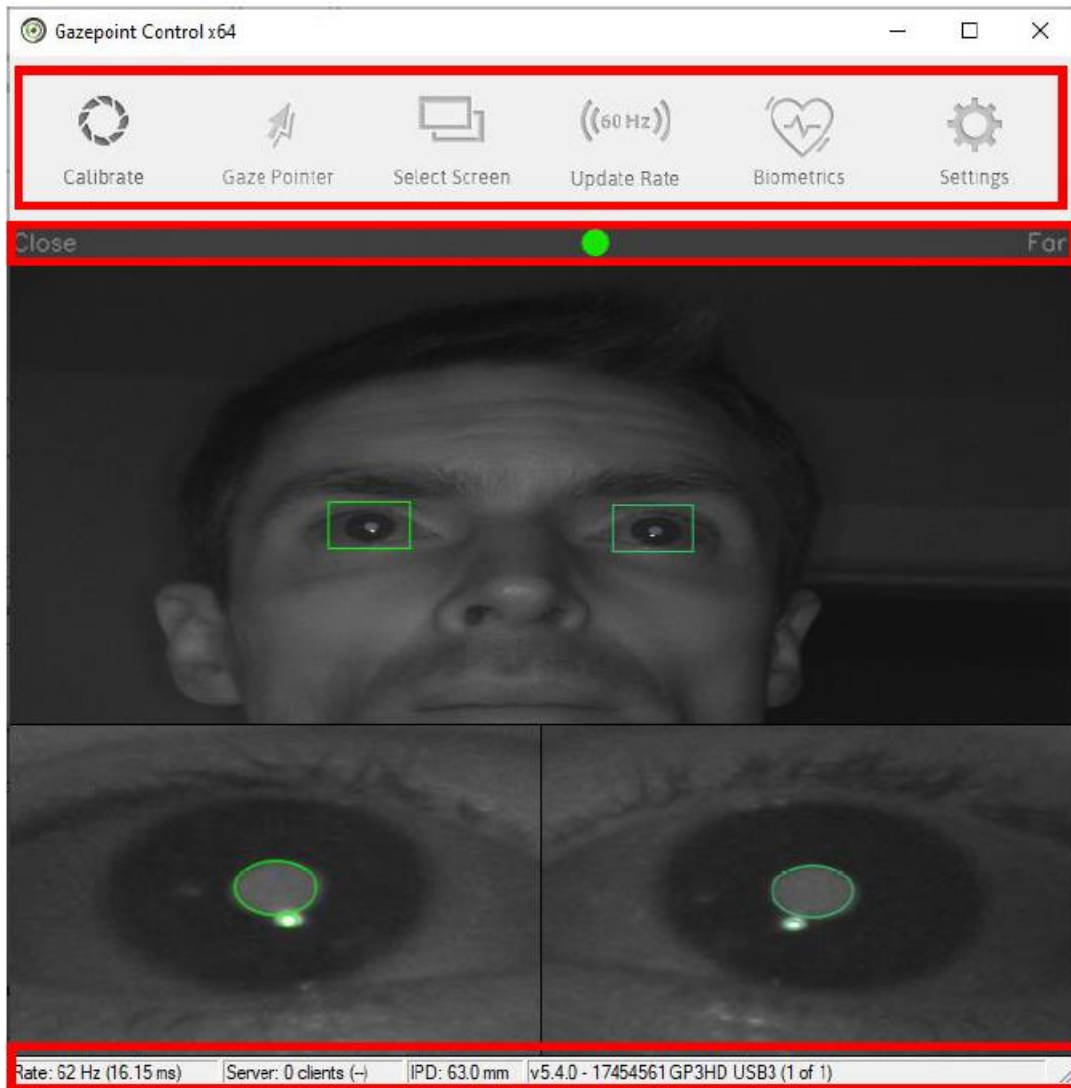 Gazepoint Control x64
Calibrate Gaze Pointer Select Screen ((60 Hz)) Update Rate Biometrics Settings
Close Far
Rate: 62 Hz (16.15 ms) Server: 0 clients (--) IPD: 63.0 mm v5.4.0 - 17454561 GP3HD USB3 (1 of 1)